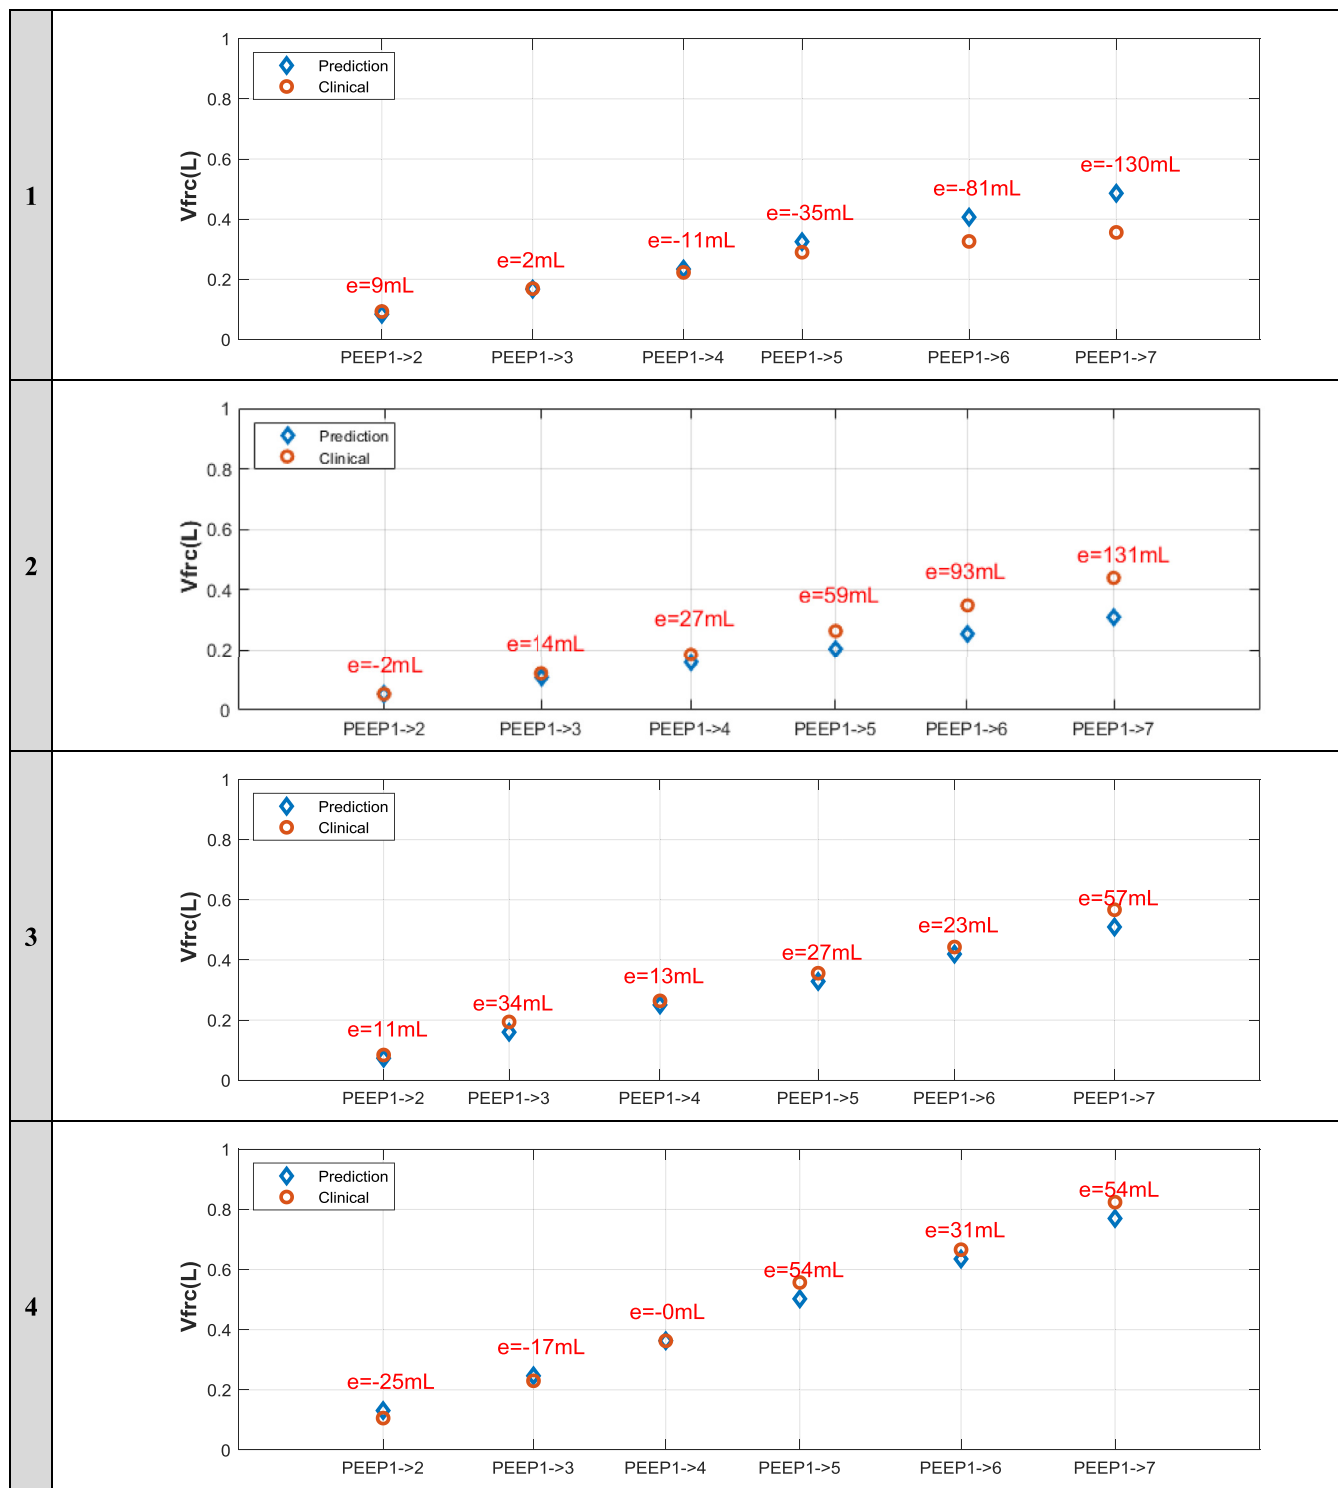 1
Vfrc(L)
1
0.8
0.6
0.4
0.2
0
Prediction
Clinical
e=9mL
e=2mL
e=-11mL
e=-35mL
e=-81mL
e=-130mL
PEEP1->2 PEEP1->3 PEEP1->4 PEEP1->5 PEEP1->6 PEEP1->7
2
Vfrc(L)
1
0.8
0.6
0.4
0.2
0
Prediction
Clinical
e=-2mL
e=14mL
e=27mL
e=59mL
e=93mL
e=131mL
PEEP1->2 PEEP1->3 PEEP1->4 PEEP1->5 PEEP1->6 PEEP1->7
3
Vfrc(L)
1
0.8
0.6
0.4
0.2
0
Prediction
Clinical
e=11mL
e=34mL
e=13mL
e=27mL
e=23mL
e=57mL
PEEP1->2 PEEP1->3 PEEP1->4 PEEP1->5 PEEP1->6 PEEP1->7
4
Vfrc(L)
1
0.8
0.6
0.4
0.2
0
Prediction
Clinical
e=-25mL
e=-17mL
e=-0mL
e=54mL
e=31mL
e=54mL
PEEP1->2 PEEP1->3 PEEP1->4 PEEP1->5 PEEP1->6 PEEP1->7